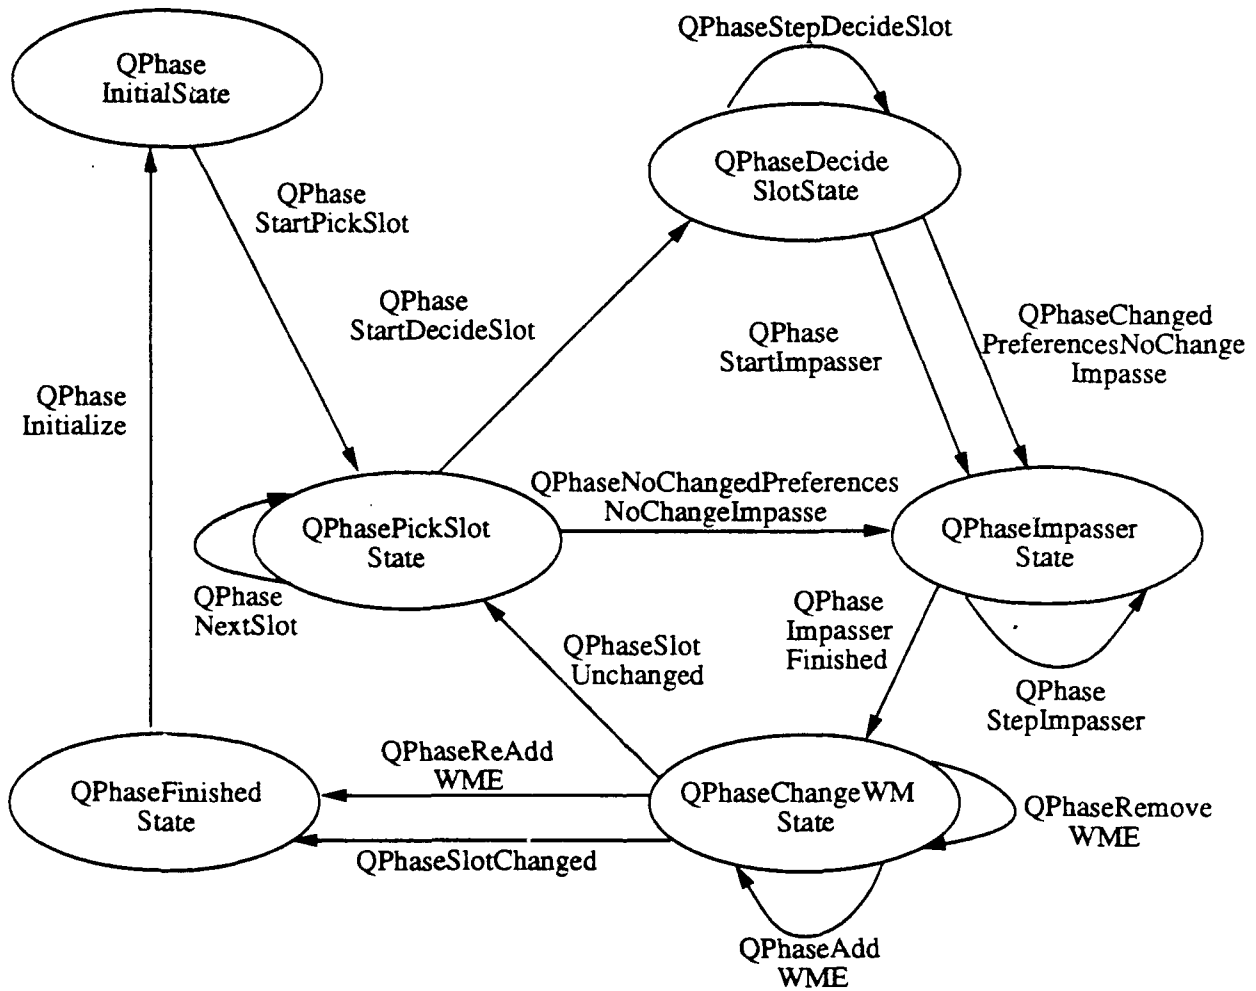 QPhaseStepDecideSlot
QPhase
InitialState
QPhaseDecide
SlotState
QPhase
StartPickSlot
QPhase
StartDecideSlot
QPhase
StartImpasser
QPhaseChanged
PreferencesNoChange
Impasse
QPhase
Initialize
QPhaseNoChangedPreferences
NoChangeImpasse
QPhasePickSlot
State
QPhaseImpasser
State
QPhase
NextSlot
QPhase
Impasser
Finished
QPhaseSlot
Unchanged
QPhase
StepImpasser
QPhaseReAdd
WME
QPhaseFinished
State
QPhaseChangeWM
State
QPhaseRemove
WME
QPhaseSlotChanged
QPhaseAdd
WME